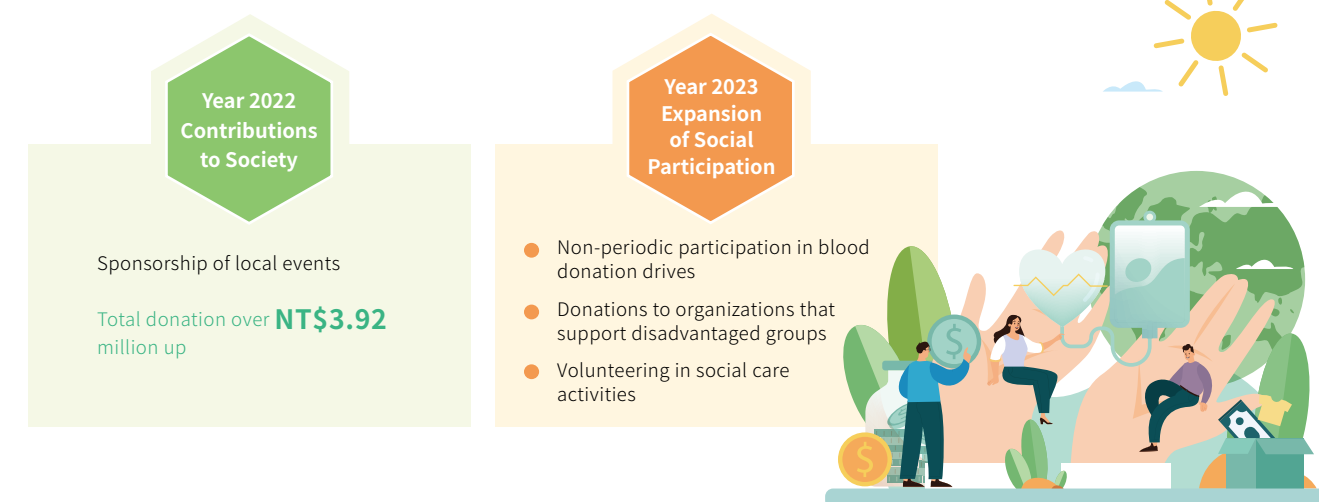 Year 2022
Contributions
to Society
Sponsorship of local events
Total donation over NT$3.92
million up
Year 2023
Expansion
of Social
Participation
Non-periodic participation in blood
donation drives
Donations to organizations that
support disadvantaged groups
Volunteering in social care
activities
$
$